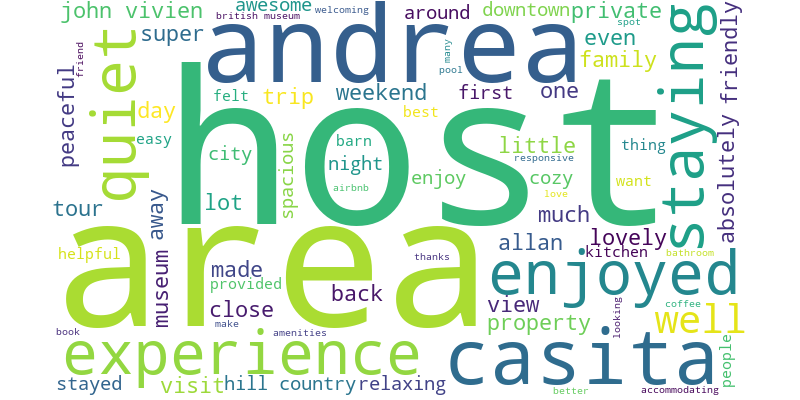 john vivien
awesome
british museum
welcoming
around
downtown
private
super
andrea
many
pool
spot
even
family
friend
peaceful
quiet
host
staying
absolutely friendly
day
felt
trip
weekend
first
one
best
easy
city
barn
night
airbnb
spacious
enjoy
little
responsive
cozy
thing
want
love
lot
tour
away
much
area
helpful
museum
made
provided
close
back
thanks
allan
lovely
kitchen
bathroom
enjoyed
view
property
coffee
looking
well
book
make
amenities
experience
casita
people
stayed
visit
hill country
relaxing
better
accommodating